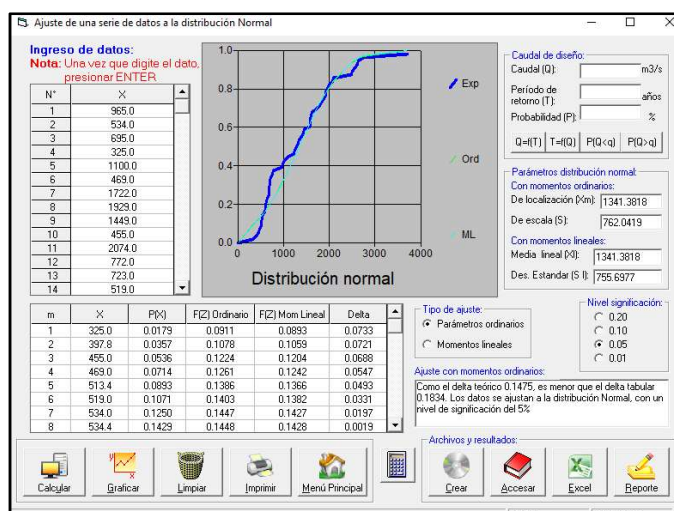 Ajuste de una serie de datos a la distribución Normal
Ingreso de datos:
Nota: Una vez que digite el dato, presionar ENTER
N° X
1 965.0
2 534.0
3 695.0
4 325.0
5 1100.0
6 469.0
7 1722.0
8 1929.0
9 1449.0
10 455.0
11 2074.0
12 772.0
13 723.0
14 519.0
1.0
0.8
0.6
0.4
0.2
0.0
0 1000 2000 3000 4000
Distribución normal
Exp
Ord
ML
Caudal de diseño:
Caudal (Q): m3/s
Período de retorno (T): años
Probabilidad (P): %
Q=f(T) T=f(Q) P(Q<q) P(Q>q)
Parámetros distribución normal:
Con momentos ordinarios:
De localización (Xm): 1341.3818
De escala (S): 762.0419
Con momentos lineales:
Media lineal (Xl): 1341.3818
Des. Estandar (S l): 755.6977
m X P(X) F(Z) Ordinario F(Z) Mom Lineal Delta
1 325.0 0.0179 0.0911 0.0893 0.0733
2 397.8 0.0357 0.1078 0.1059 0.0721
3 455.0 0.0536 0.1224 0.1204 0.0688
4 469.0 0.0714 0.1261 0.1242 0.0547
5 513.4 0.0893 0.1386 0.1366 0.0493
6 519.0 0.1071 0.1403 0.1382 0.0331
7 534.0 0.1250 0.1447 0.1427 0.0197
8 534.4 0.1429 0.1448 0.1428 0.0019
Tipo de ajuste:
Parámetros ordinarios
Momentos lineales
Nivel significación:
0.20
0.10
0.05
0.01
Ajuste con momentos ordinarios:
Como el delta teórico 0.1475, es menor que el delta tabular
0.1834. Los datos se ajustan a la distribución Normal, con un
nivel de significación del 5%
Calcular
Graficar
Limpiar
Imprimir
Menú Principal
Archivos y resultados:
Crear
Accesar
Excel
Reporte